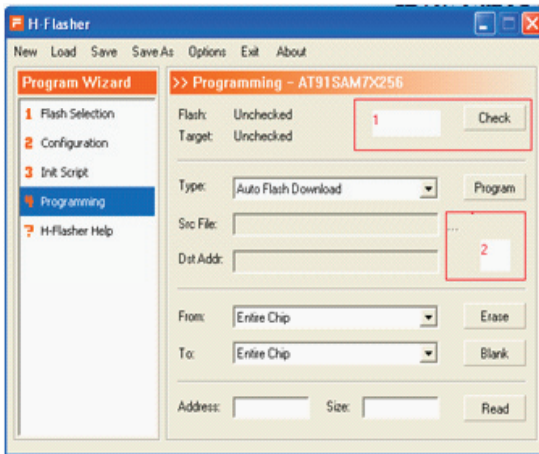 H-Flasher
New Load Save Save As Options Exit About
Program Wizard
1 Flash Selection
2 Configuration
3 Init Script
4 Programming
? H-Flasher Help
>> Programming - AT91SAM7X256
Flash: Unchecked
Target: Unchecked
1
Check
Type: Auto Flash Download
Program
Src File:
...
Dst Addr:
2
From: Entire Chip
Erase
To: Entire Chip
Blank
Address: Size:
Read